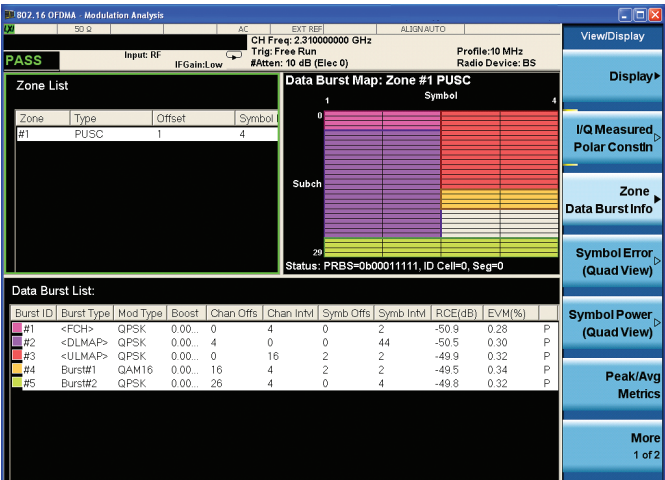 802.16 OFDMA - Modulation Analysis
50 Ω AC EXT REF ALIGN AUTO
CH Freq: 2.310000000 GHz
Input: RF Trig: Free Run Profile:10 MHz
PASS IFGain:Low #Atten: 10 dB (Elec 0) Radio Device: BS
Zone List
Zone Type Offset Symbol I
#1 PUSC 1 4
Data Burst Map: Zone #1 PUSC
Symbol
1 4
0
Subch
29
Status: PRBS=0b00011111, ID Cell=0, Seg=0
Data Burst List:
Burst ID Burst Type Mod Type Boost Chan Offs Chan Intvl Symb Offs Symb Intvl RCE(dB) EVM(%)
#1 <FCH> QPSK 0.00... 0 4 0 2 -50.9 0.28 P
#2 <DLMAP> QPSK 0.00... 4 0 0 44 -50.5 0.30 P
#3 <ULMAP> QPSK 0.00... 0 16 2 2 -49.9 0.32 P
#4 Burst#1 QAM16 0.00... 16 4 2 2 -49.5 0.34 P
#5 Burst#2 QPSK 0.00... 26 4 0 4 -49.8 0.32 P
View/Display
Display
I/Q Measured
Polar Constln
Zone
Data Burst Info
Symbol Error
(Quad View)
Symbol Power
(Quad View)
Peak/Avg
Metrics
More
1 of 2